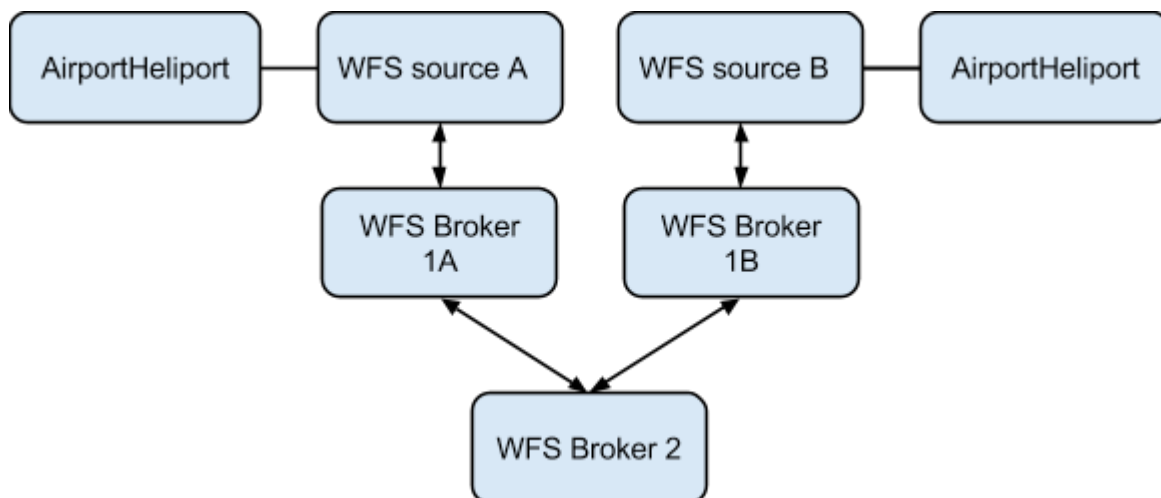 AirportHeliport
WFS source A
WFS source B
AirportHeliport
WFS Broker
1A
WFS Broker
1B
WFS Broker 2